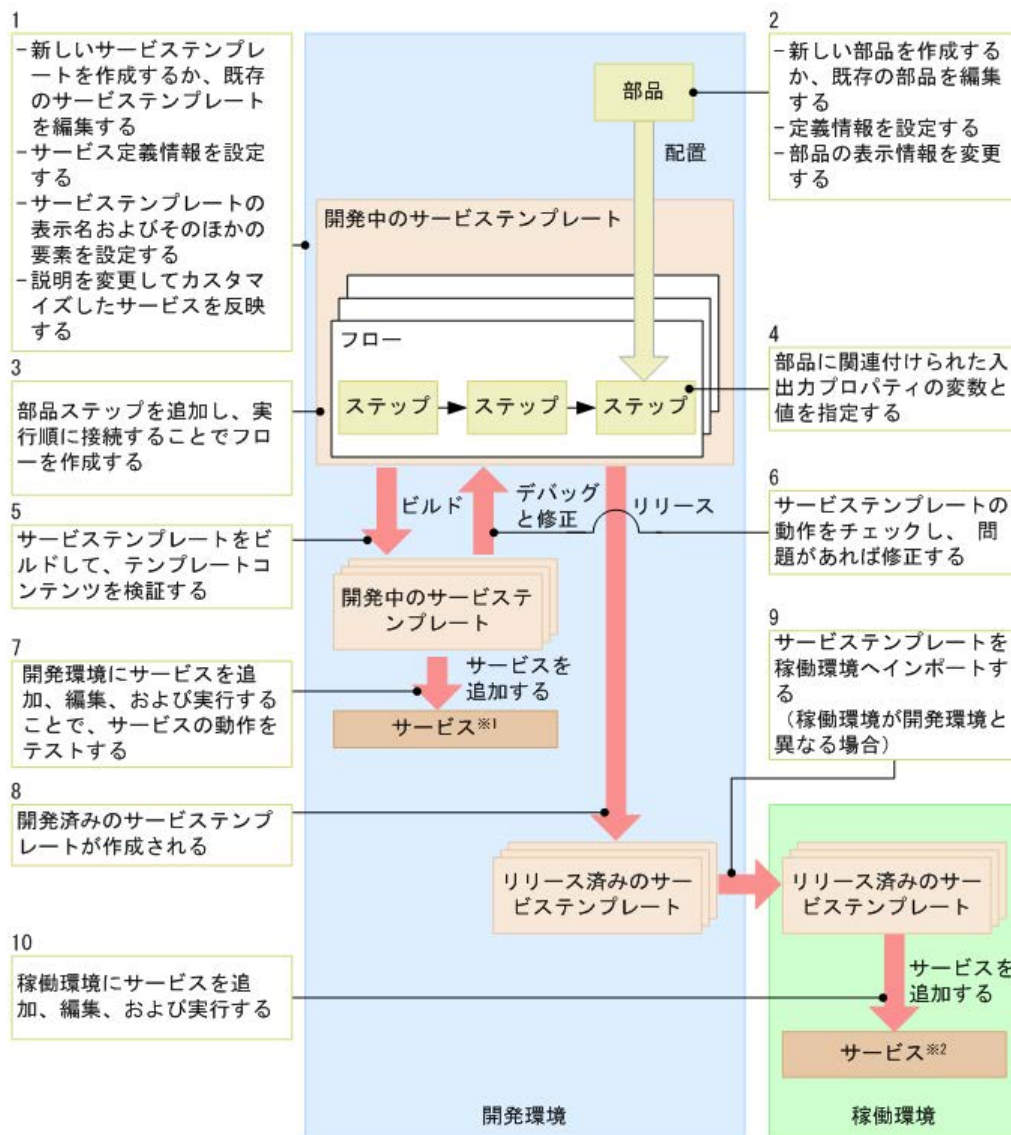 1
-新しいサービステンプレ
ートを作成するか、既存
のサービステンプレート
を編集する
-サービス定義情報を設定
する
-サービステンプレートの
表示名およびそのほかの
要素を設定する
-説明を変更してカスタマ
イズしたサービスを反映
する
2
-新しい部品を作成する
か、既存の部品を編集
する
-定義情報を設定する
-部品の表示情報を変更
する
部品
配置
開発中のサービステンプレート
フロー
ステップ
ステップ
ステップ
3
部品ステップを追加し、実
行順に接続することでフロ
ーを作成する
4
部品に関連付けられた入
出力プロパティの変数と
値を指定する
ビルド
デバッグ
と修正
リリース
5
サービステンプレートをビ
ルドして、テンプレートコ
ンテンツを検証する
6
サービステンプレートの
動作をチェックし、 問
題があれば修正する
開発中のサービステ
ンプレート
7
開発環境にサービスを追
加、編集、および実行する
ことで、サービスの動作を
テストする
サービスを
追加する
サービス※1
8
開発済みのサービステンプ
レートが作成される
9
サービステンプレートを
稼働環境へインポートす
る
（稼働環境が開発環境と
異なる場合）
リリース済みのサー
ビステンプレート
リリース済みのサー
ビステンプレート
10
稼働環境にサービスを追
加、編集、および実行する
サービスを
追加する
サービス※2
開発環境
稼働環境